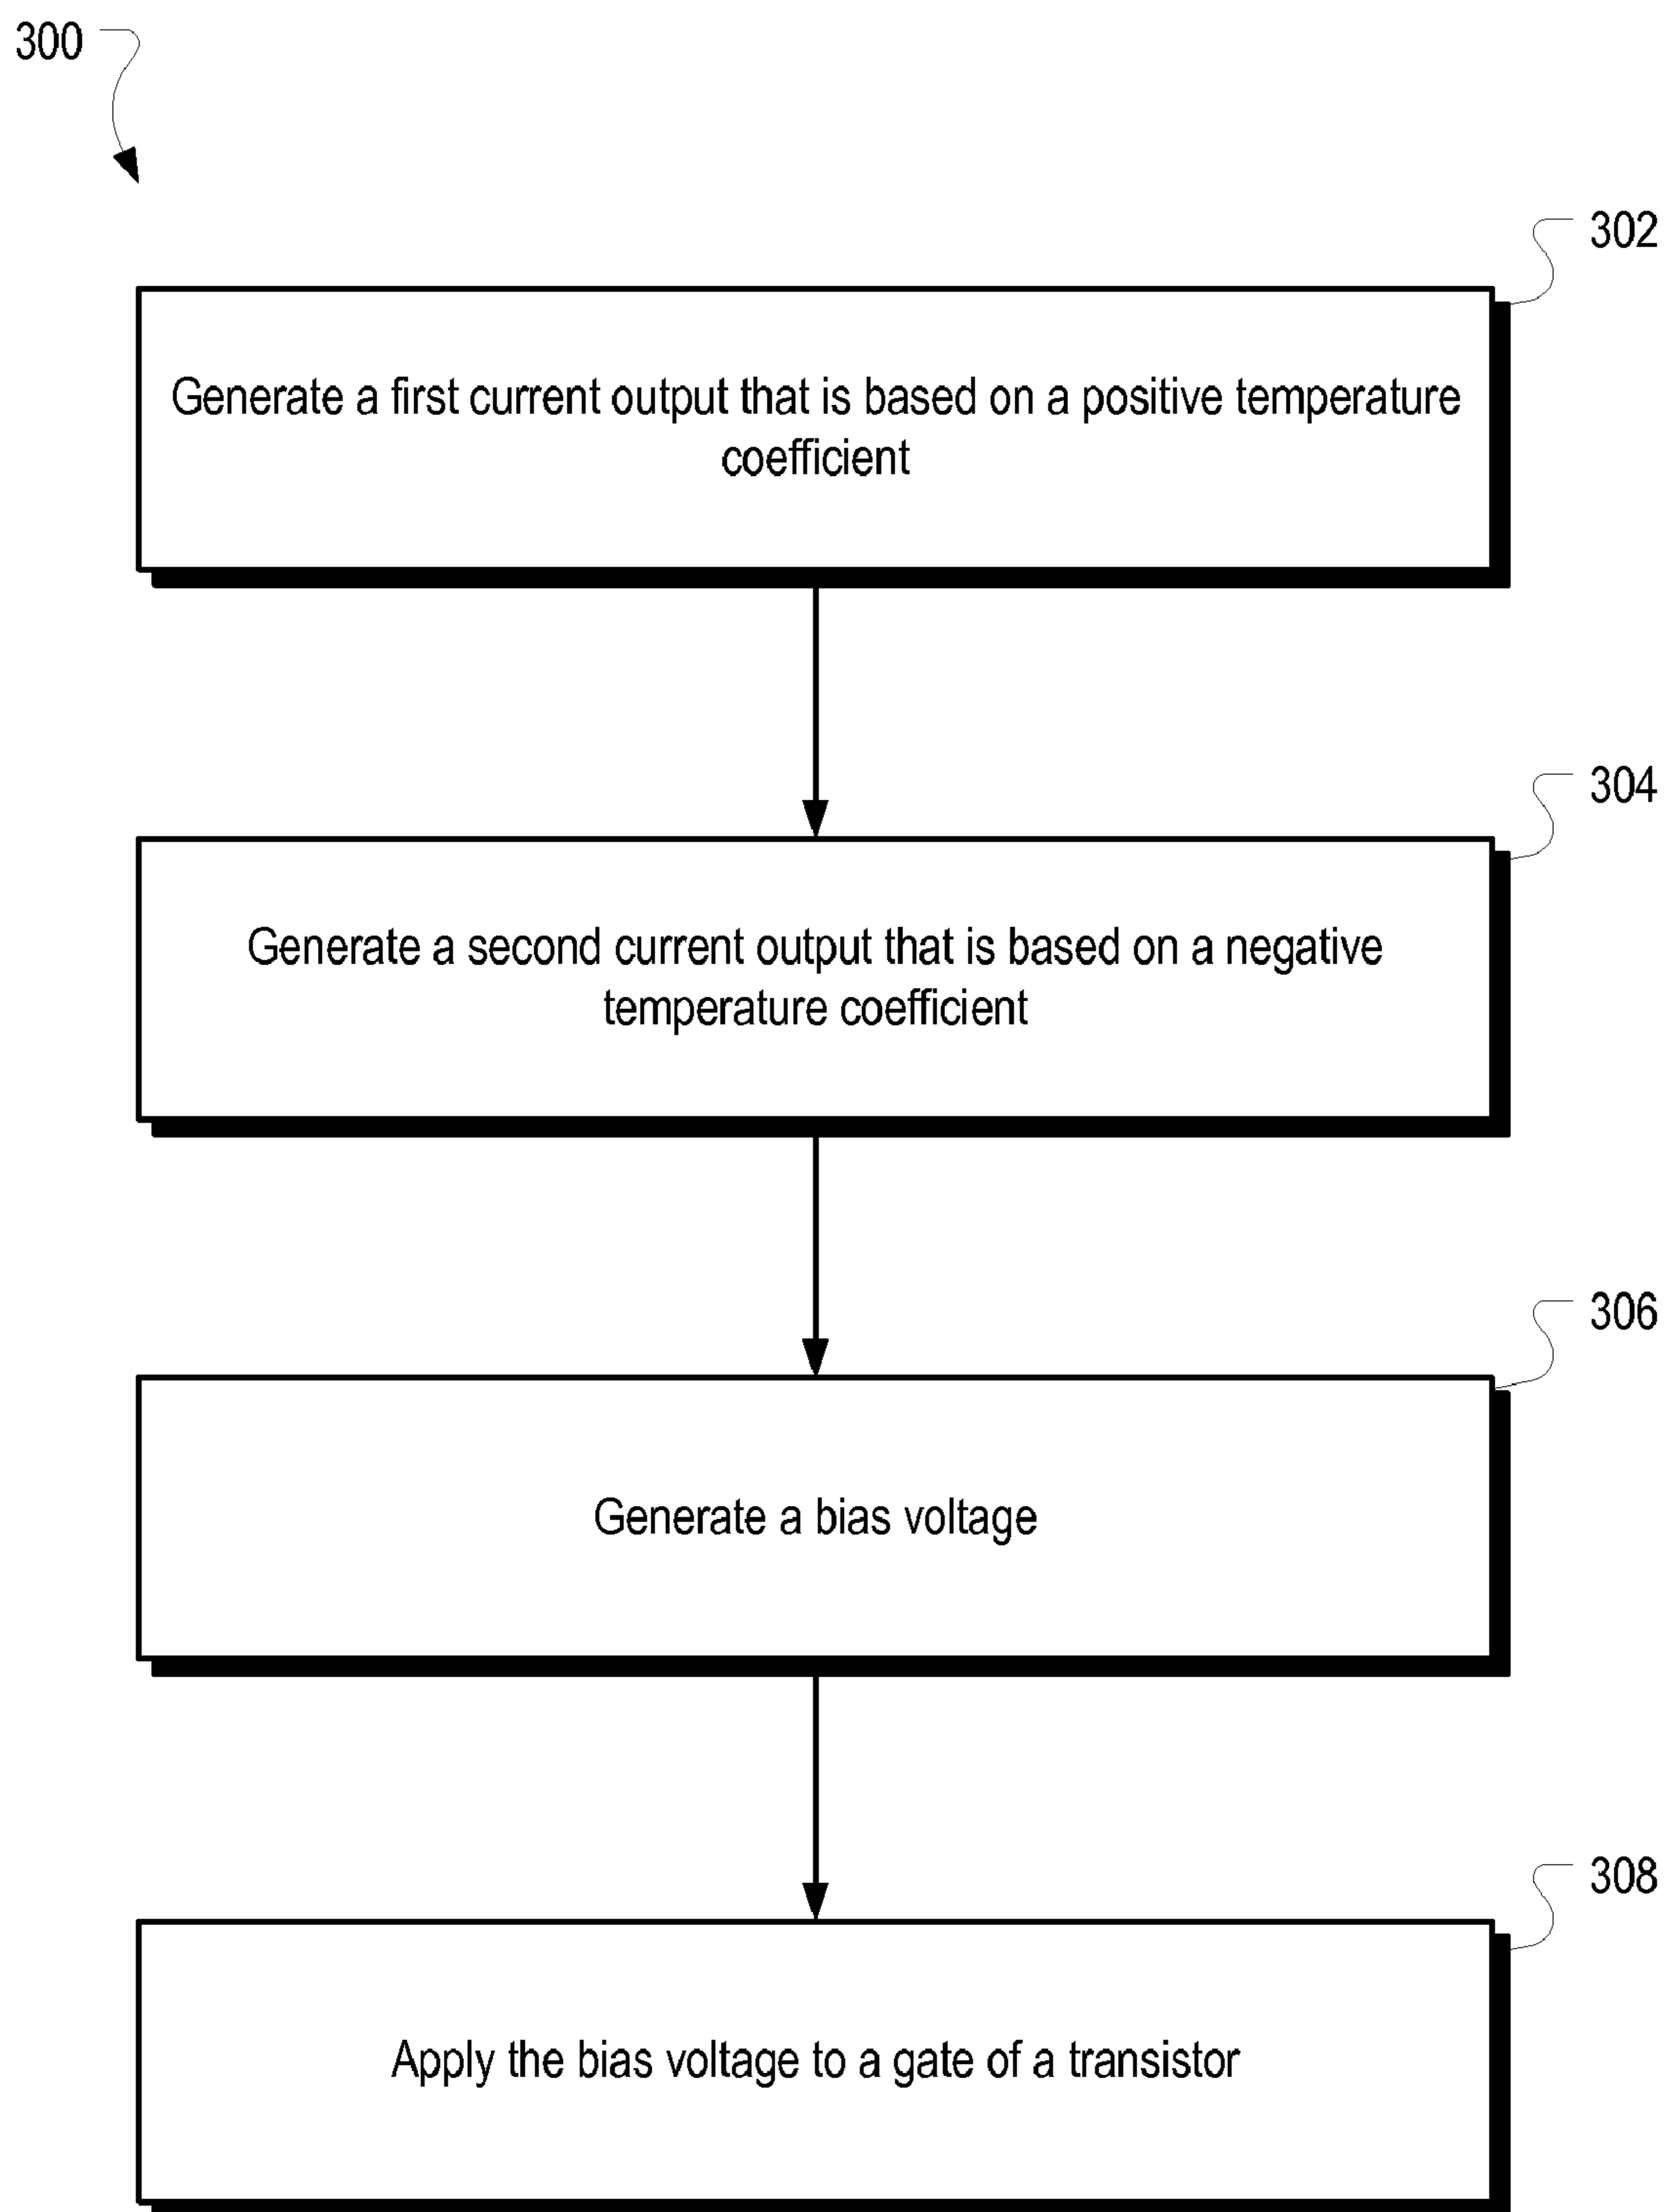 300
302
Generate a first current output that is based on a positive temperature
coefficient
304
Generate a second current output that is based on a negative
temperature coefficient
306
Generate a bias voltage
308
Apply the bias voltage to a gate of a transistor